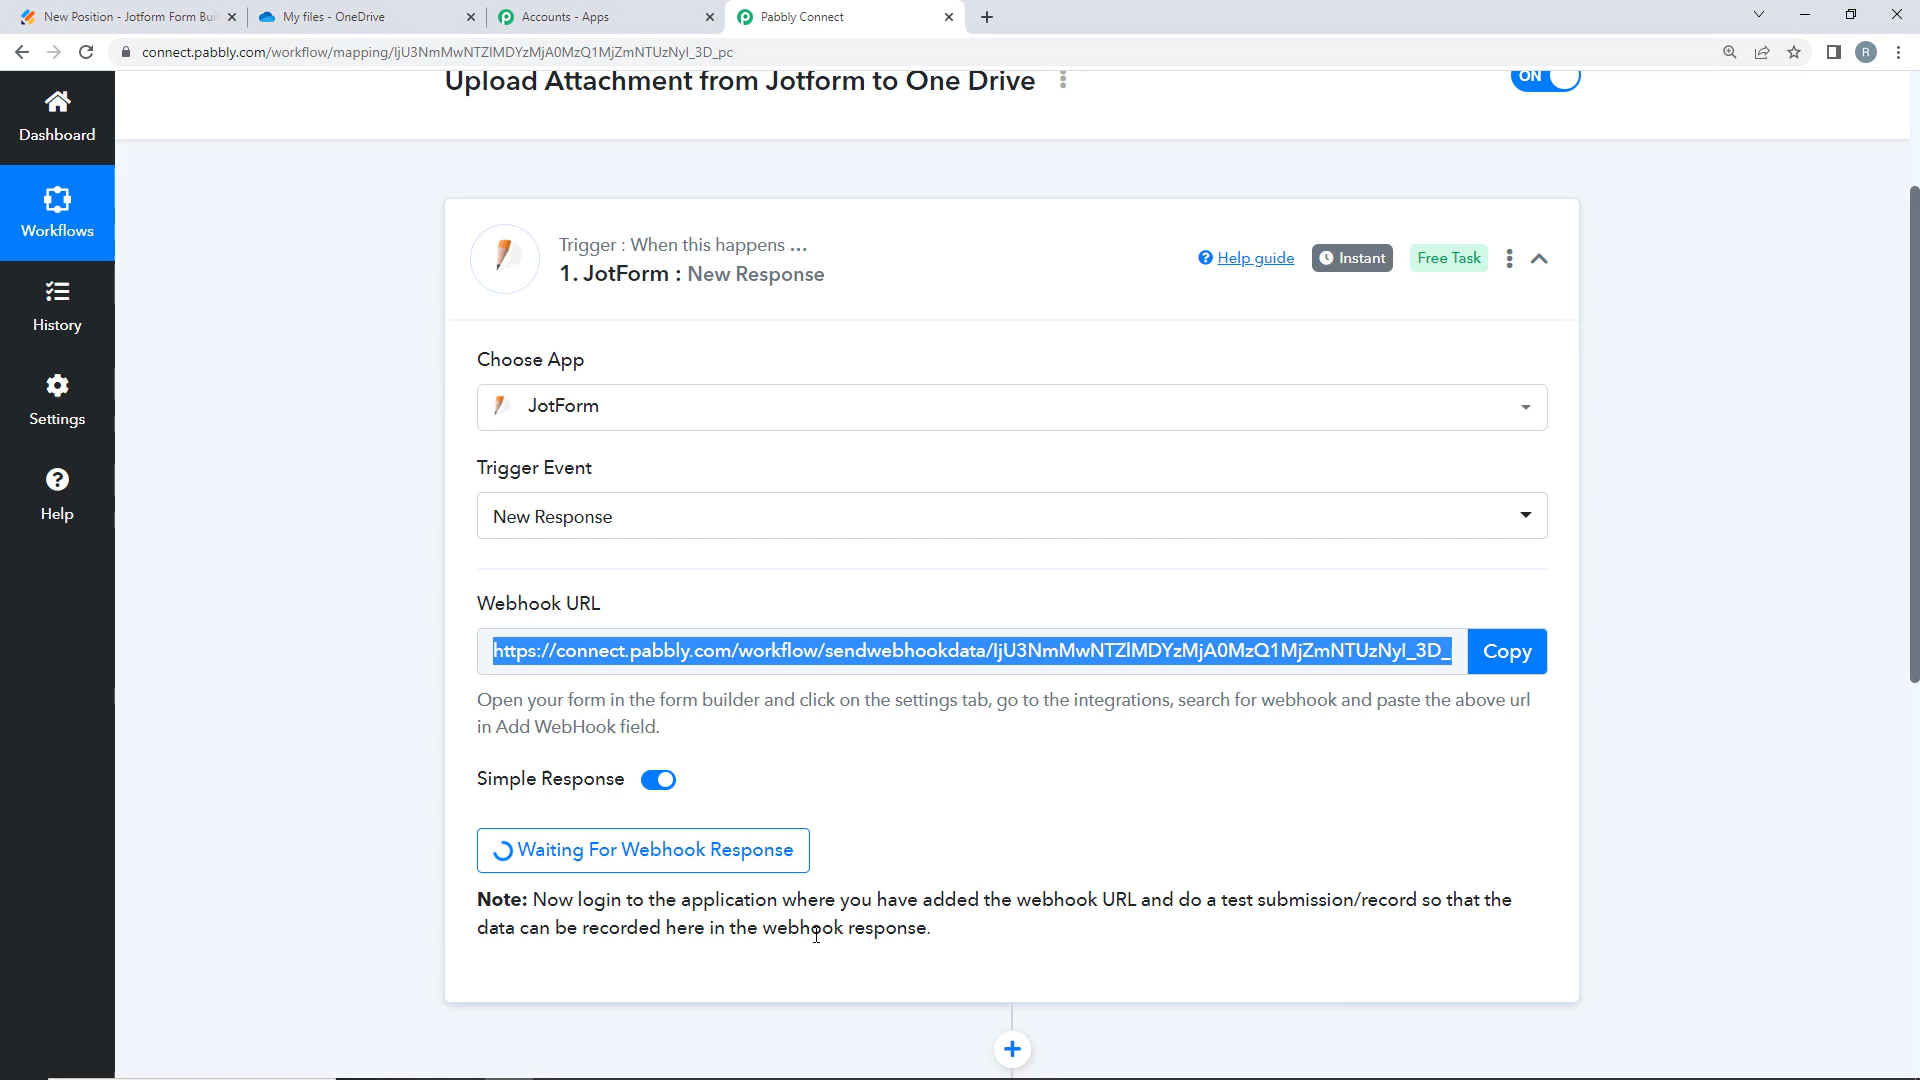 New Position - Jotform Form Buil
My files - OneDrive
Accounts - Apps
Pabbly Connect
connect.pabbly.com/workflow/mapping/IjU3NmMwNTZlMDYzMjA0MzQ1MjZmNTUzNyI_3D_pc
R
Upload Attachment from Jotform to One Drive
ON
Dashboard
Workflows
History
Settings
Help
Trigger : When this happens ...
1. JotForm : New Response
Help guide
Instant
Free Task
Choose App
JotForm
Trigger Event
New Response
Webhook URL
https://connect.pabbly.com/workflow/sendwebhookdata/IjU3NmMwNTZlMDYzMjA0MzQ1MjZmNTUzNyI_3D_
Copy
Open your form in the form builder and click on the settings tab, go to the integrations, search for webhook and paste the above url
in Add WebHook field.
Simple Response
Waiting For Webhook Response
Note: Now login to the application where you have added the webhook URL and do a test submission/record so that the
data can be recorded here in the webhook response.